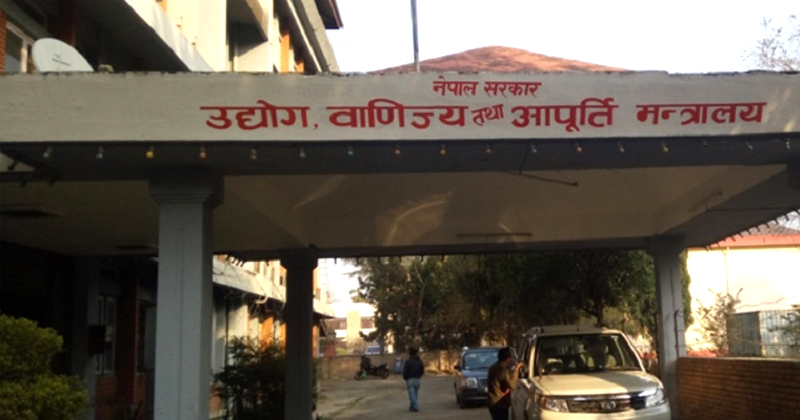 नेपाल सरकार
उद्योग, वाणिज्य तथा आपूर्ति मन्त्रालय